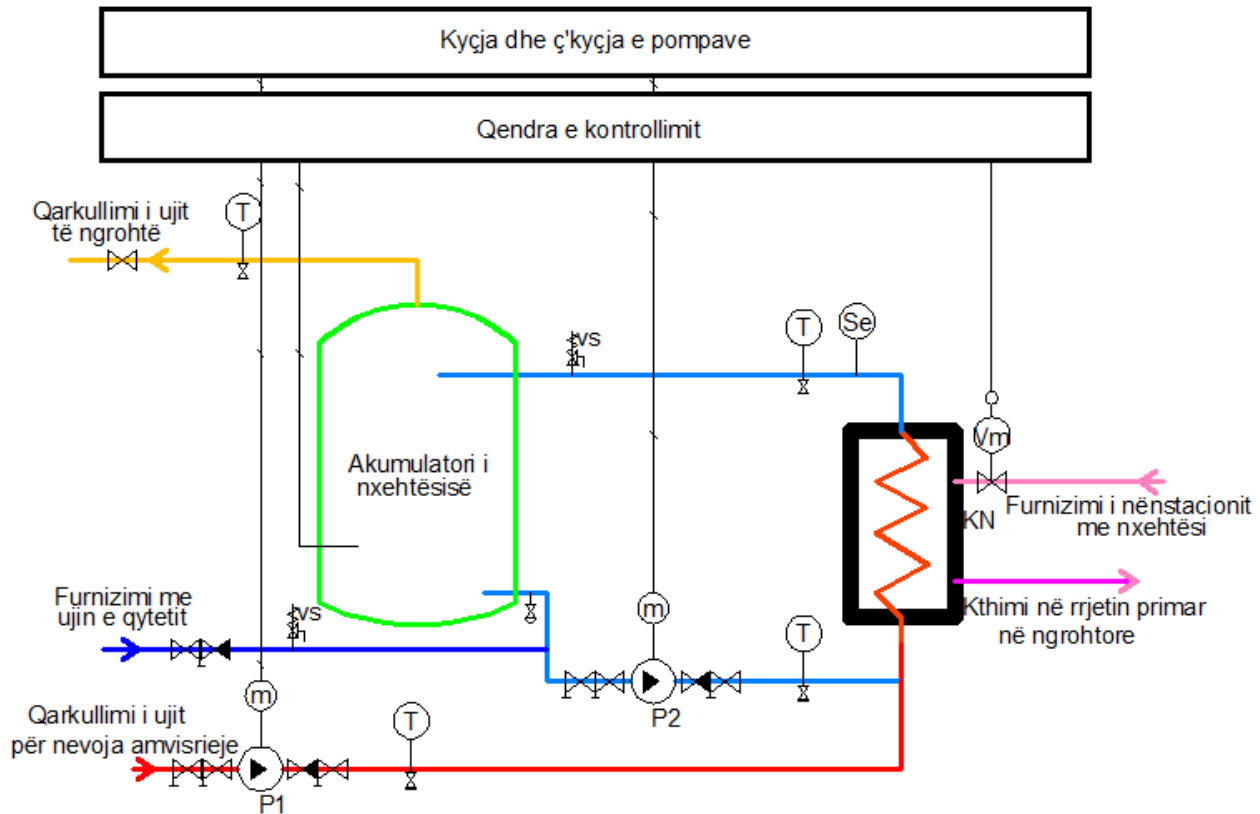 Kyçja dhe ç'kyçja e pompave
Qendra e kontrollimit
Qarkullimi i ujit
të ngrohtë
T
vs
T
Se
Vm
Akumulatori i
nxehtësisë
KN
Furnizimi i nënstacionit
me nxehtësi
Furnizimi me
ujin e qytetit
vs
m
T
Kthimi në rrjetin primar
në ngrohtore
P2
m
Qarkullimi i ujit
për nevoja amvisrieje
T
P1